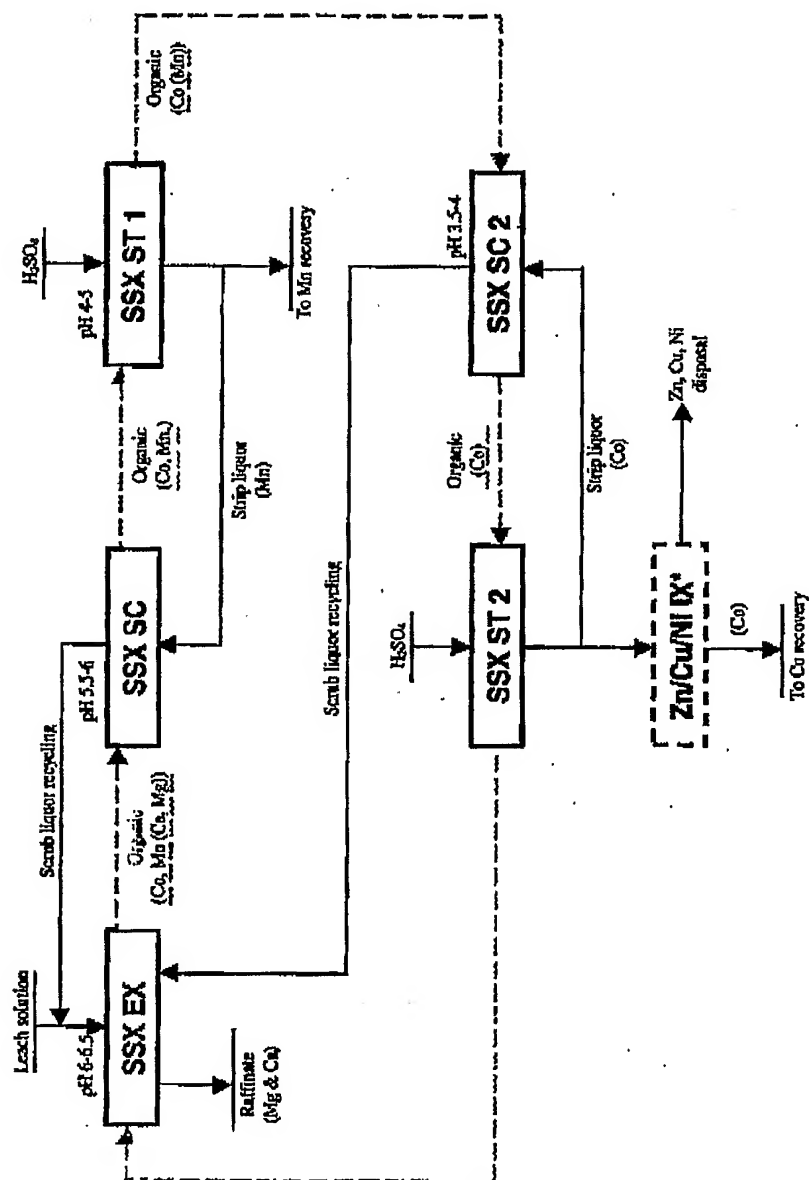 Leach solution
Scrub liquor recycling
pH 6-6.5
SSX EX
Raffinate
(Mg & Ca)
Organic
(Co, Mn (Ca, Mg))
pH 5.5-6
SSX SC
Organic
(Co, Mn)
Strip liquor
(Mn)
H₂SO₄
pH 4-5
SSX ST 1
To Mn recovery
Organic
(Co (Mn))
Scrub liquor recycling
pH 3.5-4
SSX SC 2
Organic
(Co)
H₂SO₄
SSX ST 2
Strip liquor
(Co)
Zn/Cu/Ni IX*
Zn, Cu, Ni
disposal
(Co)
To Co recovery